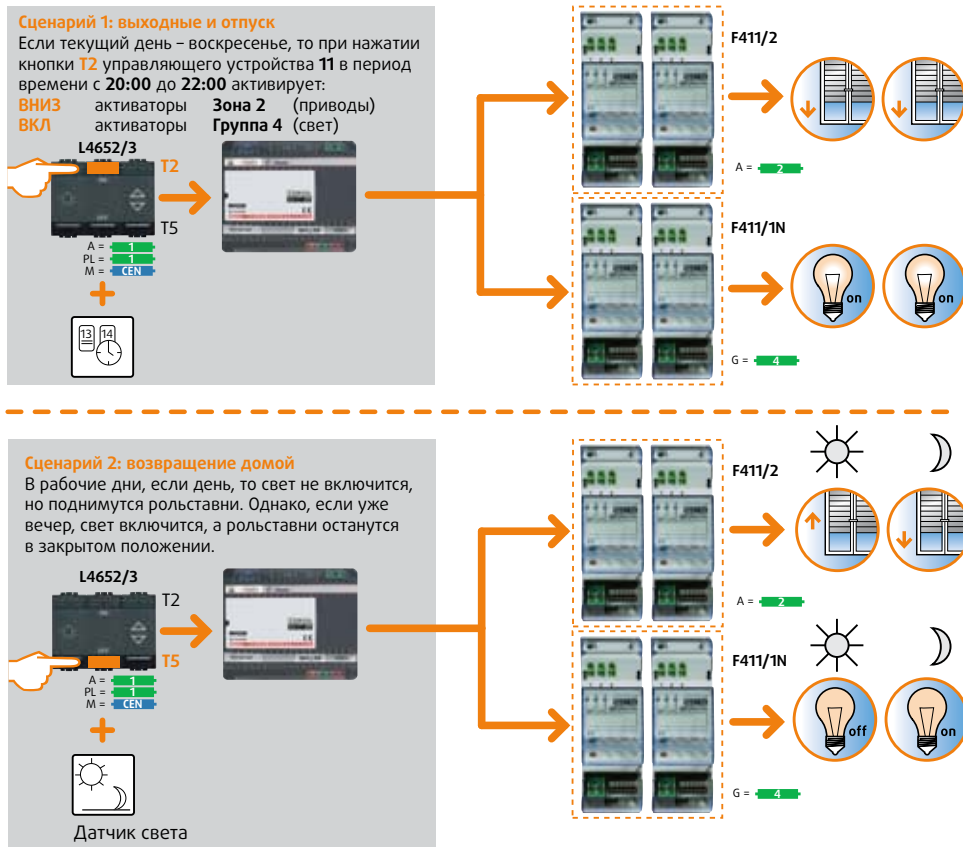 Сценарий 1: выходные и отпуск
Если текущий день – воскресенье, то при нажатии
кнопки T2 управляющего устройства 11 в период
времени с 20:00 до 22:00 активирует:
ВНИЗ активаторы Зона 2 (приводы)
ВКЛ активаторы Группа 4 (свет)
L4652/3
T2
T5
A = 1
PL = 1
M = CEN
+
13 14
F411/2
A = 2
F411/1N
on
on
G = 4
Сценарий 2: возвращение домой
В рабочие дни, если день, то свет не включится,
но поднимутся рольставни. Однако, если уже
вечер, свет включится, а рольставни останутся
в закрытом положении.
L4652/3
T2
T5
A = 1
PL = 1
M = CEN
+
Датчик света
F411/2
A = 2
F411/1N
off
on
G = 4